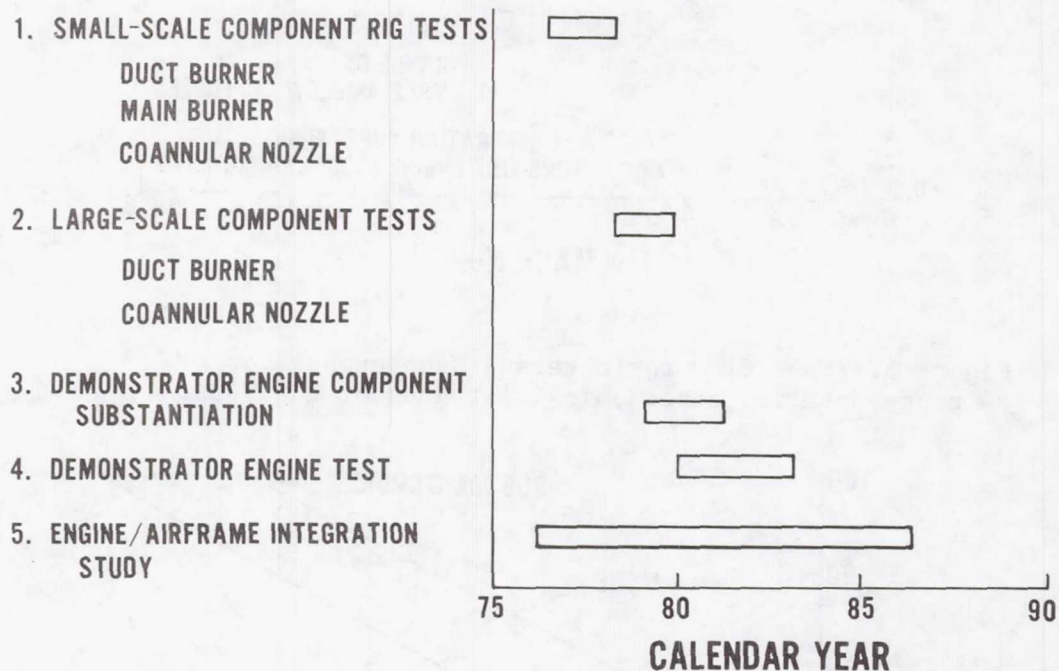 1. SMALL-SCALE COMPONENT RIG TESTS
DUCT BURNER
MAIN BURNER
COANNULAR NOZZLE
2. LARGE-SCALE COMPONENT TESTS
DUCT BURNER
COANNULAR NOZZLE
3. DEMONSTRATOR ENGINE COMPONENT
SUBSTANTIATION
4. DEMONSTRATOR ENGINE TEST
5. ENGINE/AIRFRAME INTEGRATION
STUDY
75 80 85 90
CALENDAR YEAR